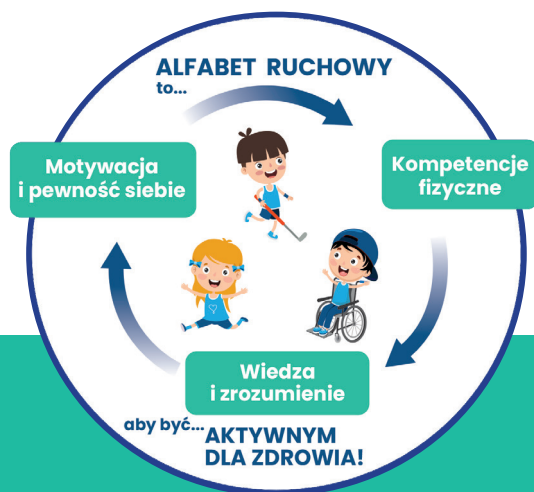 ALFABET RUCHOWY
to...
Motywacja
i pewność siebie
Kompetencje
fizyczne
Wiedza
i zrozumienie
aby być...
AKTYWNYM
DLA ZDROWIA!